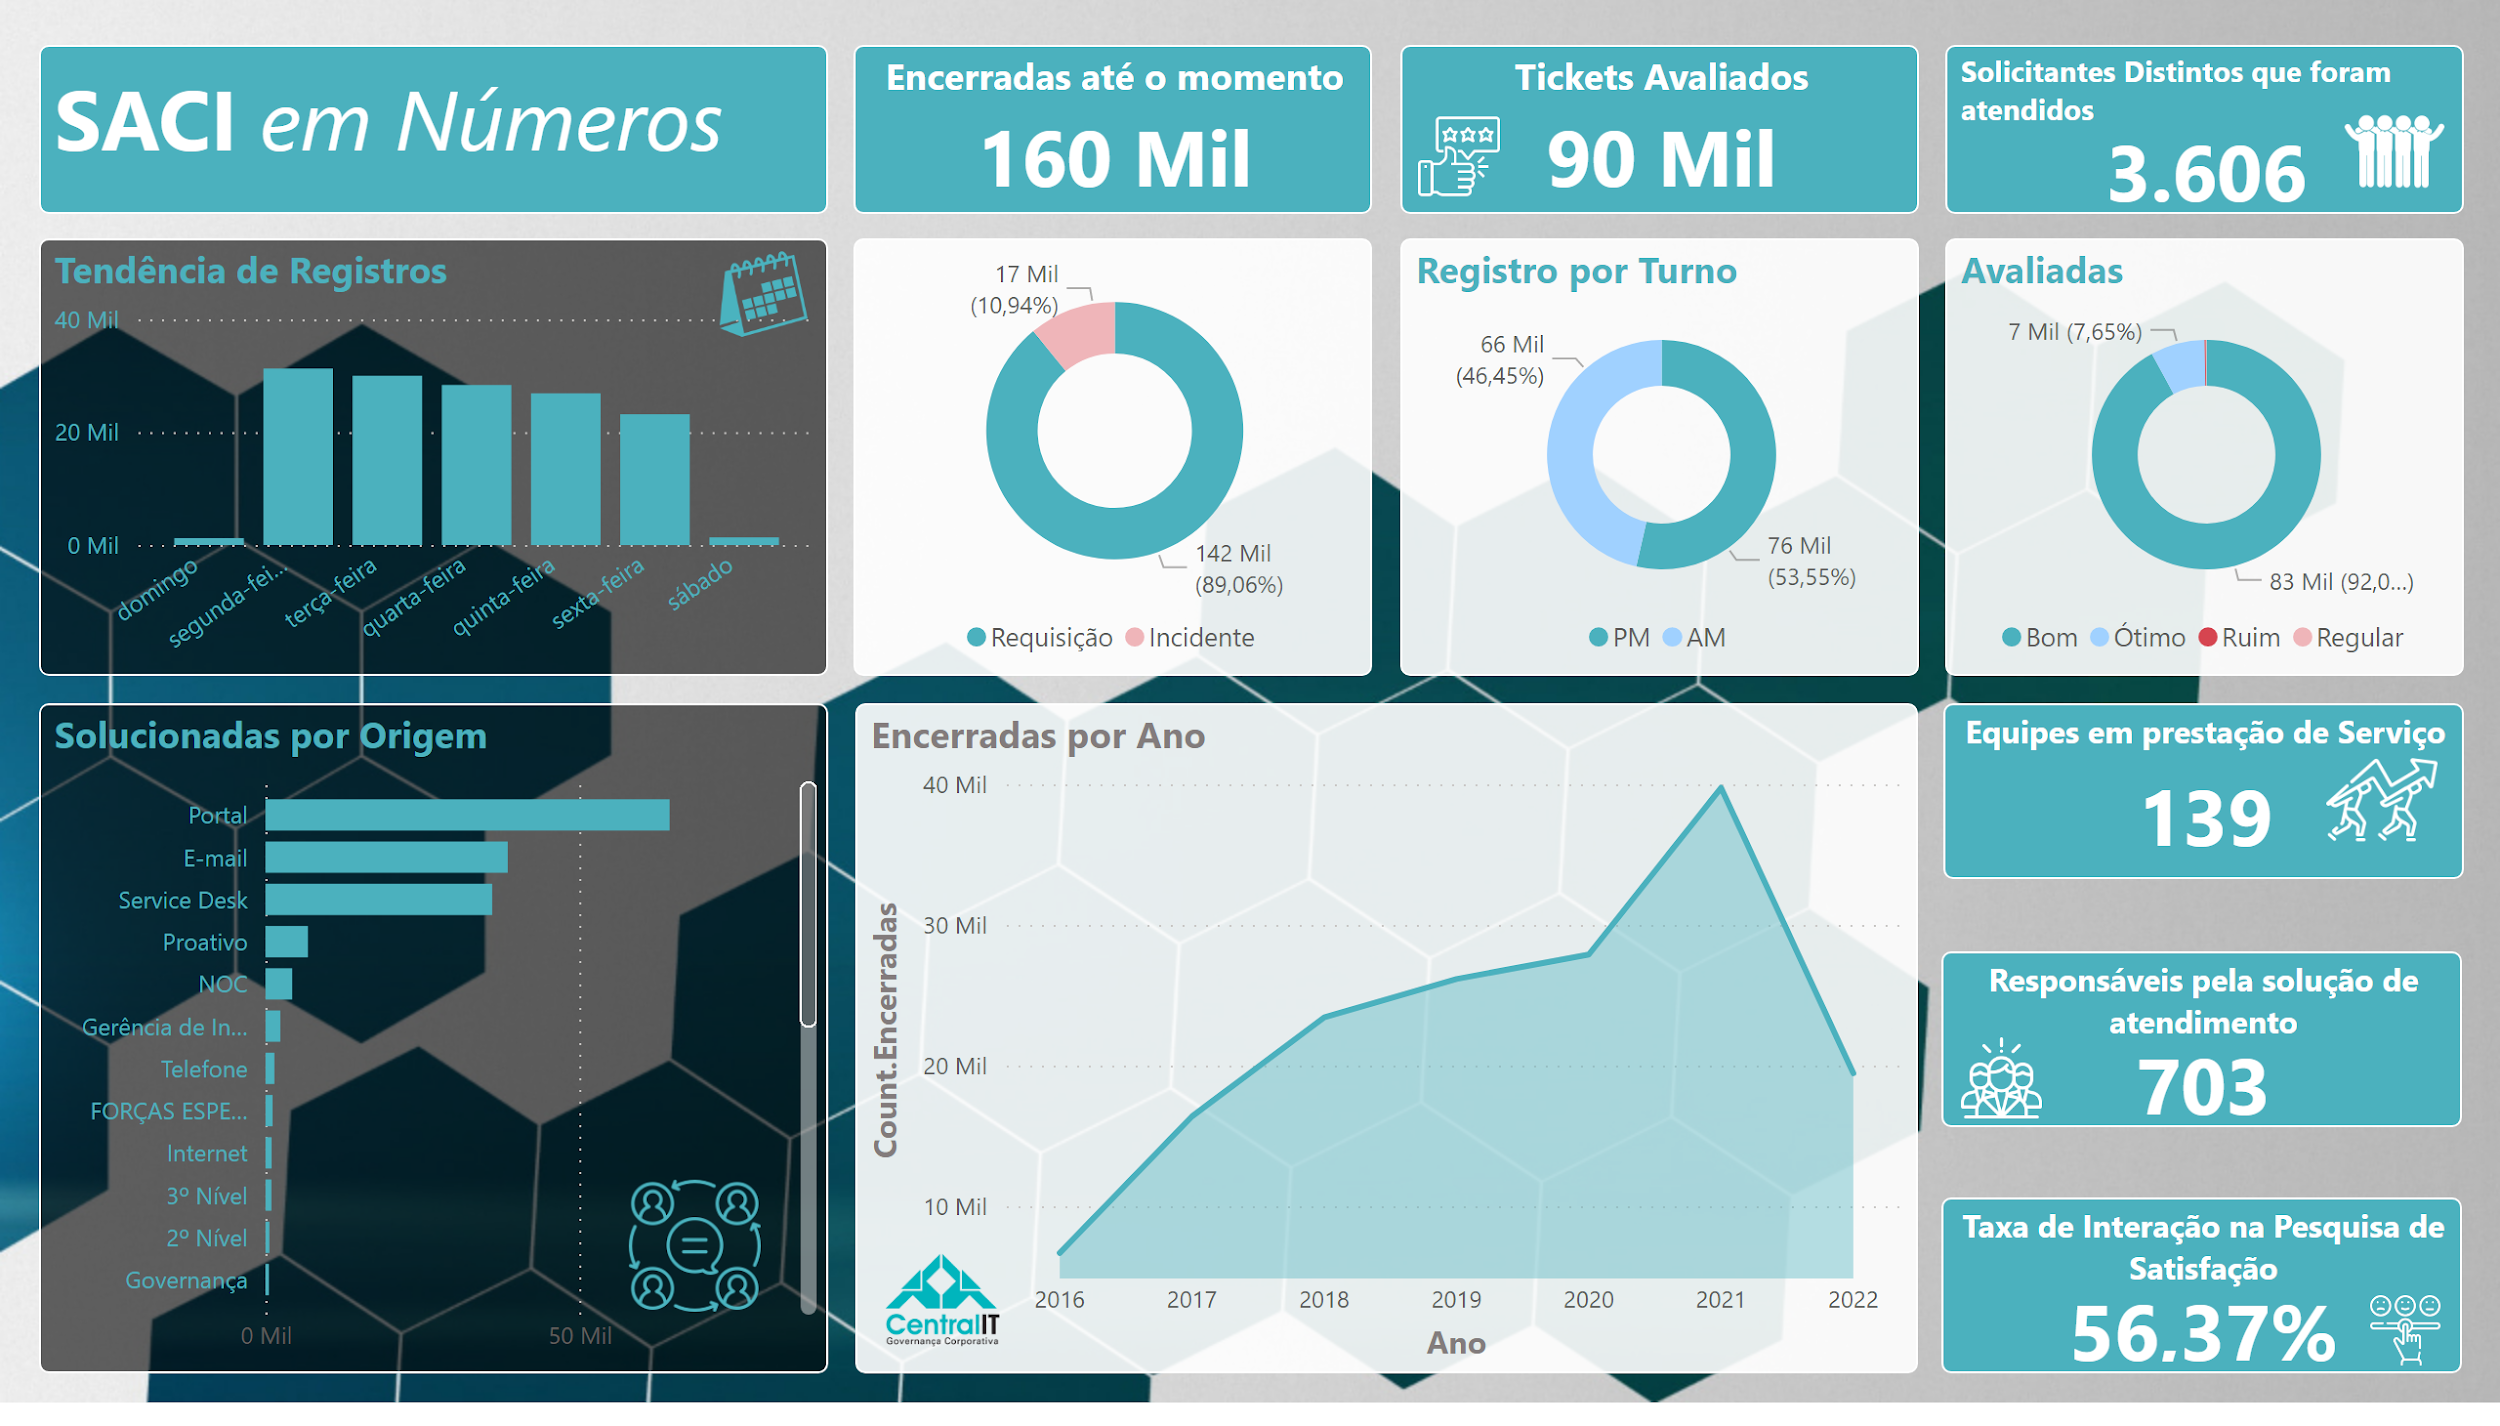 SACI em Números
Encerradas até o momento
160 Mil
Tickets Avaliados
90 Mil
Solicitantes Distintos que foram
atendidos
3.606
Tendência de Registros
40 Mil
20 Mil
0 Mil
domingo
segunda-fei...
terça-feira
quarta-feira
quinta-feira
sexta-feira
sábado
17 Mil
(10,94%)
142 Mil
(89,06%)
Requisição Incidente
Registro por Turno
66 Mil
(46,45%)
76 Mil
(53,55%)
PM AM
Avaliadas
7 Mil (7,65%)
83 Mil (92,0...)
Bom Ótimo Ruim Regular
Solucionadas por Origem
Portal
E-mail
Service Desk
Proativo
NOC
Gerência de In...
Telefone
FORÇAS ESPE...
Internet
3º Nível
2º Nível
Governança
0 Mil 50 Mil
Encerradas por Ano
Count.Encerradas
40 Mil
30 Mil
20 Mil
10 Mil
2016 2017 2018 2019 2020 2021 2022
Ano
CentralIT
Governança Corporativa
Equipes em prestação de Serviço
139
Responsáveis pela solução de
atendimento
703
Taxa de Interação na Pesquisa de
Satisfação
56.37%